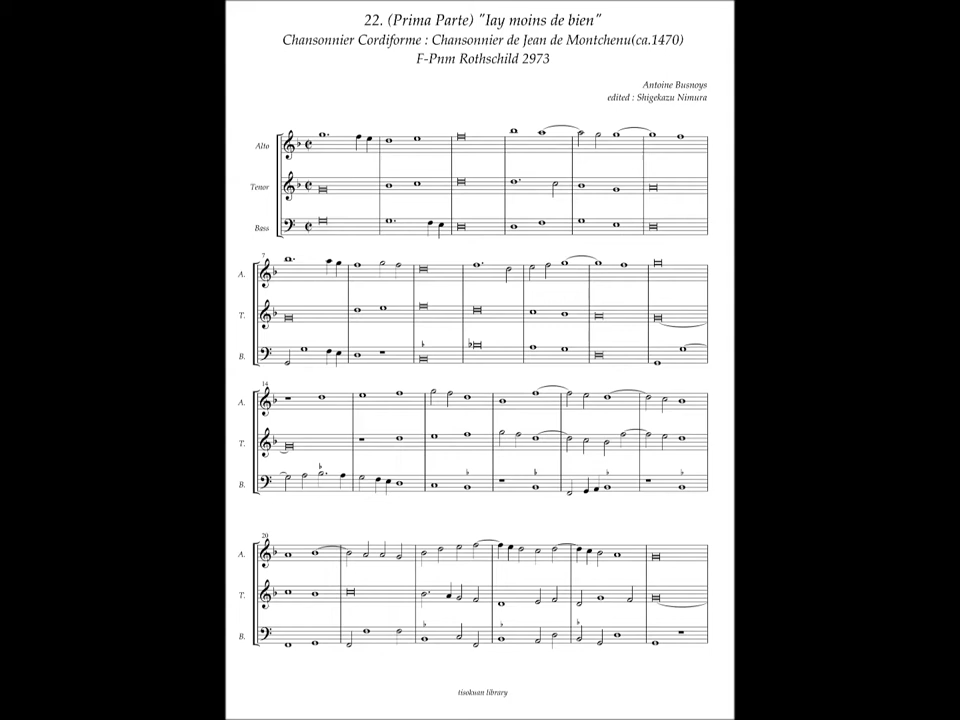 22. (Prima Parte) "Iay moins de bien"
Chansonnier Cordiforme : Chansonnier de Jean de Montchenu(ca.1470)
F-Pnm Rothschild 2973
Antoine Busnoys
edited : Shigekazu Nimura
Alto
Tenor
Bass
7
A.
T.
B.
14
A.
T.
B.
20
A.
T.
B.
tisokuan library